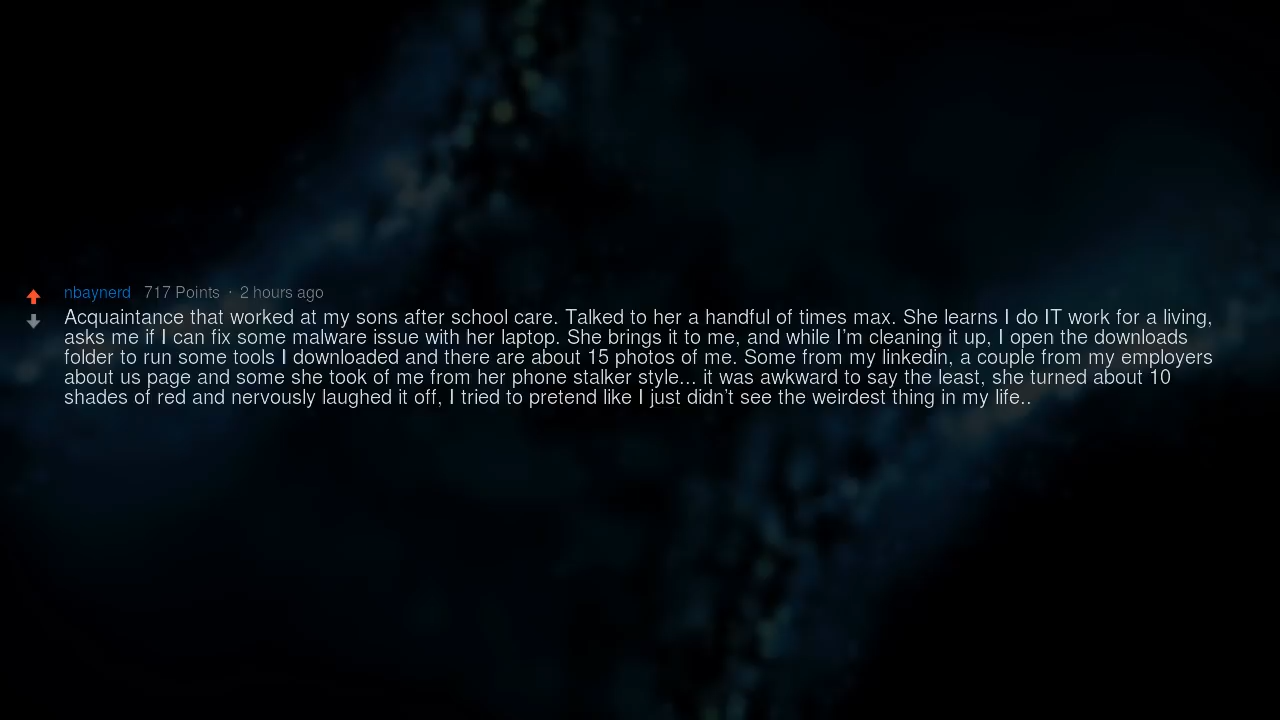 nbaynerd 717 Points · 2 hours ago
Acquaintance that worked at my sons after school care. Talked to her a handful of times max. She learns I do IT work for a living,
asks me if I can fix some malware issue with her laptop. She brings it to me, and while I'm cleaning it up, I open the downloads
folder to run some tools I downloaded and there are about 15 photos of me. Some from my linkedin, a couple from my employers
about us page and some she took of me from her phone stalker style... it was awkward to say the least, she turned about 10
shades of red and nervously laughed it off, I tried to pretend like I just didn't see the weirdest thing in my life..